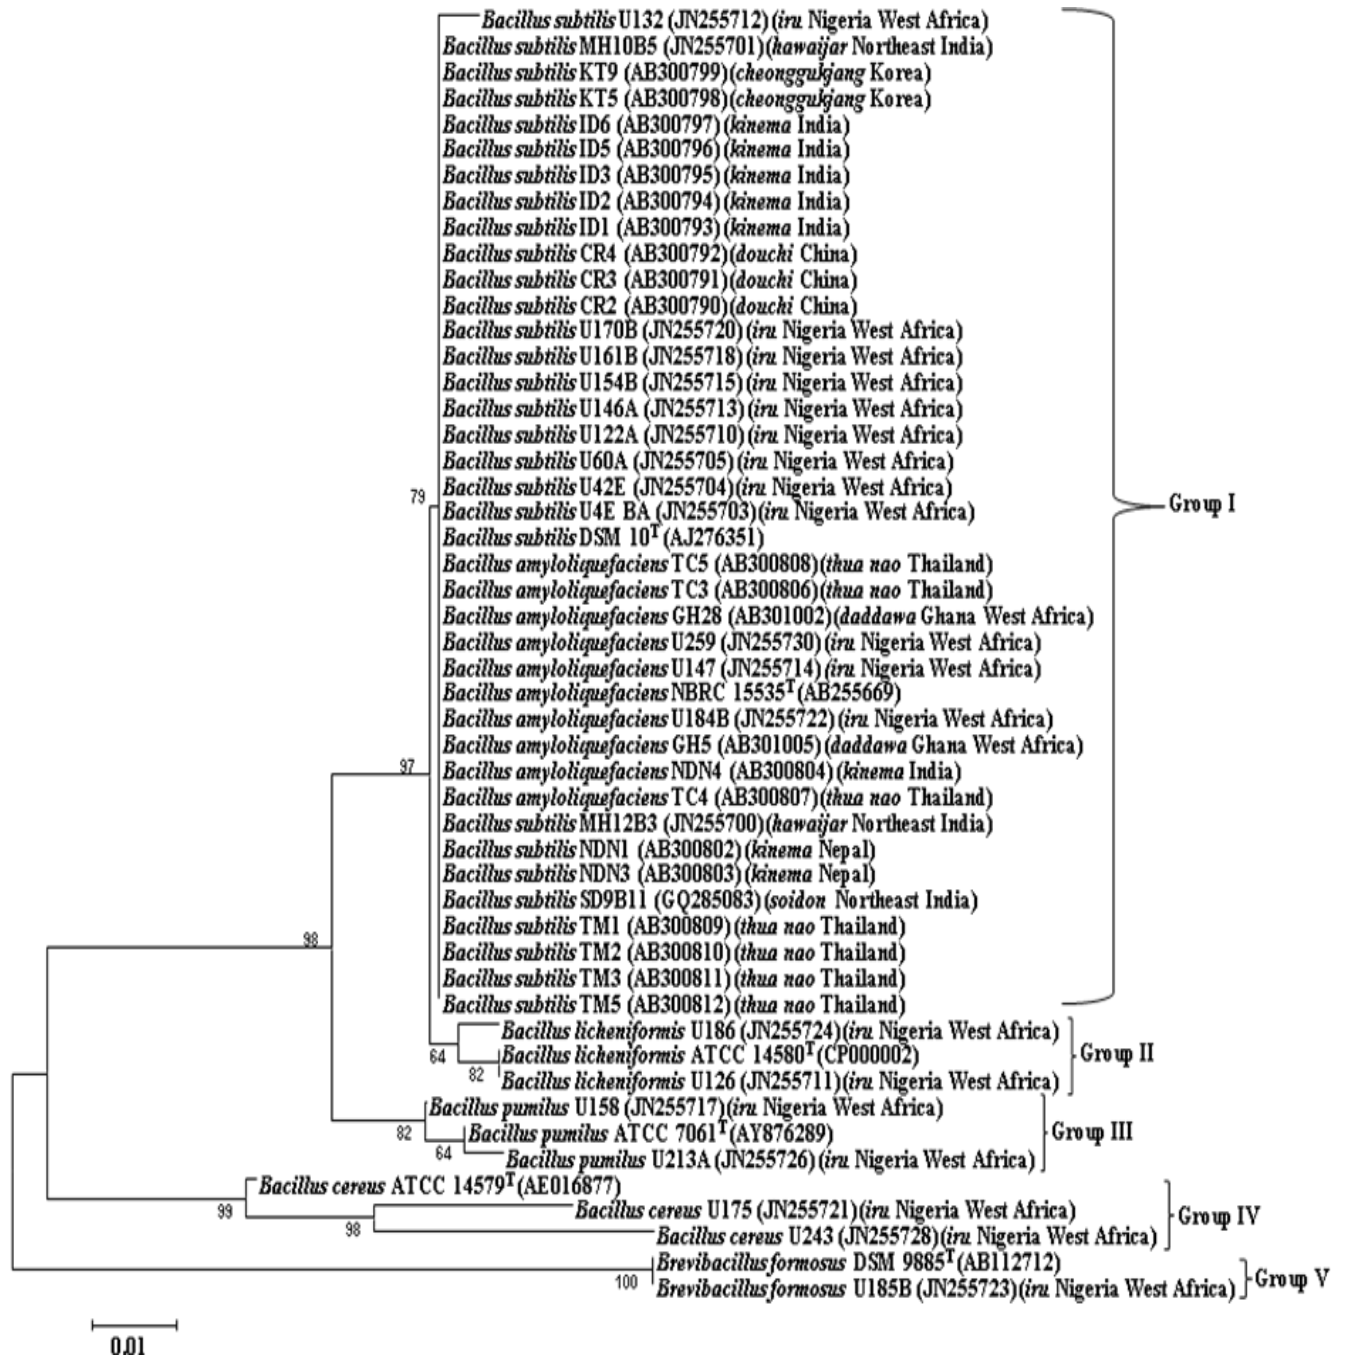 Bacillus subtilis U132 (JN255712)(iru Nigeria West Africa)
Bacillus subtilis MH10B5 (JN255701)(hawaijar Northeast India)
Bacillus subtilis KT9 (AB300799)(cheonggukjang Korea)
Bacillus subtilis KT5 (AB300798)(cheonggukjang Korea)
Bacillus subtilis ID6 (AB300797)(kinema India)
Bacillus subtilis ID5 (AB300796)(kinema India)
Bacillus subtilis ID3 (AB300795)(kinema India)
Bacillus subtilis ID2 (AB300794)(kinema India)
Bacillus subtilis ID1 (AB300793)(kinema India)
Bacillus subtilis CR4 (AB300792)(douchi China)
Bacillus subtilis CR3 (AB300791)(douchi China)
Bacillus subtilis CR2 (AB300790)(douchi China)
Bacillus subtilis U170B (JN255720)(iru Nigeria West Africa)
Bacillus subtilis U161B (JN255718)(iru Nigeria West Africa)
Bacillus subtilis U154B (JN255715)(iru Nigeria West Africa)
Bacillus subtilis U146A (JN255713)(iru Nigeria West Africa)
Bacillus subtilis U122A (JN255710)(iru Nigeria West Africa)
Bacillus subtilis U60A (JN255705)(iru Nigeria West Africa)
Bacillus subtilis U42E (JN255704)(iru Nigeria West Africa)
79
Group I
Bacillus subtilis U4E BA (JN255703)(iru Nigeria West Africa)
Bacillus subtilis DSM 10T (AJ276351)
Bacillus amyloliquefaciens TC5 (AB300808)(thua nao Thailand)
Bacillus amyloliquefaciens TC3 (AB300806)(thua nao Thailand)
Bacillus amyloliquefaciens GH28 (AB301002)(daddawa Ghana West Africa)
Bacillus amyloliquefaciens U259 (JN255730)(iru Nigeria West Africa)
Bacillus amyloliquefaciens U147 (JN255714)(iru Nigeria West Africa)
Bacillus amyloliquefaciens NBRC 15535T (AB255669)
Bacillus amyloliquefaciens U184B (JN255722)(iru Nigeria West Africa)
Bacillus amyloliquefaciens GH5 (AB301005)(daddawa Ghana West Africa)
97
Bacillus amyloliquefaciens NDN4 (AB300804)(kinema India)
Bacillus amyloliquefaciens TC4 (AB300807)(thua nao Thailand)
Bacillus subtilis MH12B3 (JN255700)(hawaijar Northeast India)
Bacillus subtilis NDN1 (AB300802)(kinema Nepal)
Bacillus subtilis NDN3 (AB300803)(kinema Nepal)
Bacillus subtilis SD9B11 (GQ285083)(soidon Northeast India)
Bacillus subtilis TM1 (AB300809)(thua nao Thailand)
98
Bacillus subtilis TM2 (AB300810)(thua nao Thailand)
Bacillus subtilis TM3 (AB300811)(thua nao Thailand)
Bacillus subtilis TM5 (AB300812)(thua nao Thailand)
Bacillus licheniformis U186 (JN255724)(iru Nigeria West Africa)
64
Bacillus licheniformis ATCC 14580T (CP000002)
Group II
82
Bacillus licheniformis U126 (JN255711)(iru Nigeria West Africa)
Bacillus pumilus U158 (JN255717)(iru Nigeria West Africa)
82
Bacillus pumilus ATCC 7061T (AY876289)
Group III
64
Bacillus pumilus U213A (JN255726)(iru Nigeria West Africa)
Bacillus cereus ATCC 14579T (AE016877)
99
Bacillus cereus U175 (JN255721)(iru Nigeria West Africa)
Group IV
98
Bacillus cereus U243 (JN255728)(iru Nigeria West Africa)
Brevibacillus formosus DSM 9885T (AB112712)
100
Group V
Brevibacillus formosus U185B (JN255723)(iru Nigeria West Africa)
0.01